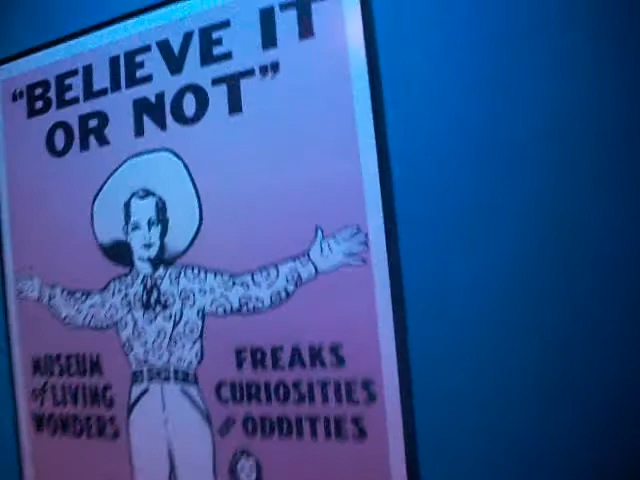 "BELIEVE IT
OR NOT"
MUSEUM
of LIVING
WONDERS
FREAKS
CURIOSITIES
& ODDITIES